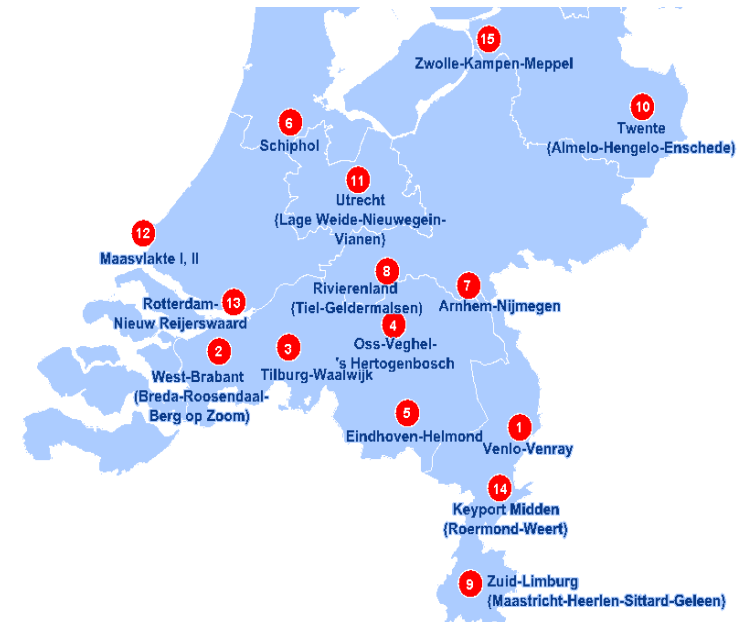 15
Zwolle-Kampen-Meppel
10
Twente
(Almelo-Hengelo-Enschede)
6
Schiphol
11
Utrecht
(Lage Weide-Nieuwegein-
Vianen)
12
Maasvlakte I, II
8
Rivierenland
(Tiel-Geldermalsen)
7
Arnhem-Nijmegen
13
Rotterdam-
Nieuw Reijerswaard
4
Oss-Veghel-
's Hertogenbosch
3
Tilburg-Waalwijk
2
West-Brabant
(Breda-Roosendaal-
Berg op Zoom)
5
Eindhoven-Helmond
1
Venlo-Venray
14
Keyport Midden
(Roermond-Weert)
9
Zuid-Limburg
(Maastricht-Heerlen-Sittard-Geleen)